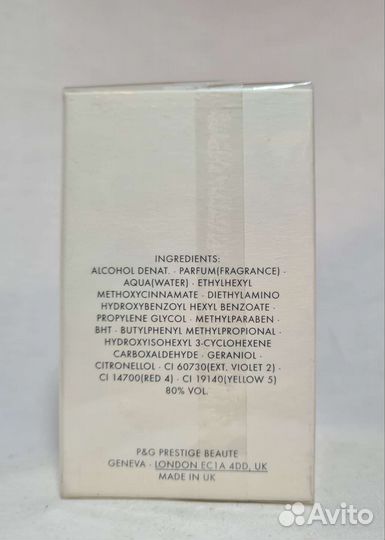 INGREDIENTS:
ALCOHOL DENAT. · PARFUM(FRAGRANCE) ·
AQUA(WATER) · ETHYLHEXYL
METHOXYCINNAMATE · DIETHYLAMINO
HYDROXYBENZOYL HEXYL BENZOATE ·
PROPYLENE GLYCOL · METHYLPARABEN ·
BHT · BUTYLPHENYL METHYLPROPIONAL ·
HYDROXYISOHEXYL 3-CYCLOHEXENE
CARBOXALDEHYDE · GERANIOL ·
CITRONELLOL · CI 60730(EXT. VIOLET 2) ·
CI 14700(RED 4) · CI 19140(YELLOW 5)
80% VOL.
P&G PRESTIGE BEAUTE
GENEVA · LONDON EC1A 4DD, UK
MADE IN UK
Avito